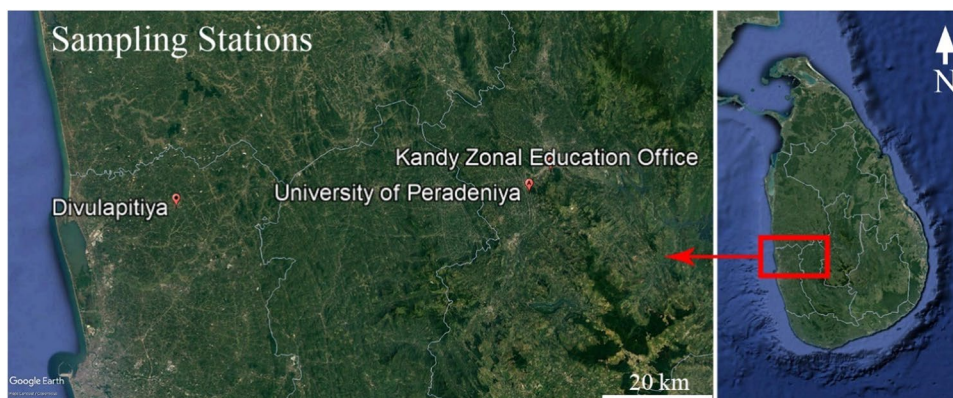 Sampling Stations
N
Kandy Zonal Education Office
University of Peradeniya
Divulapitiya
Google Earth
20 km